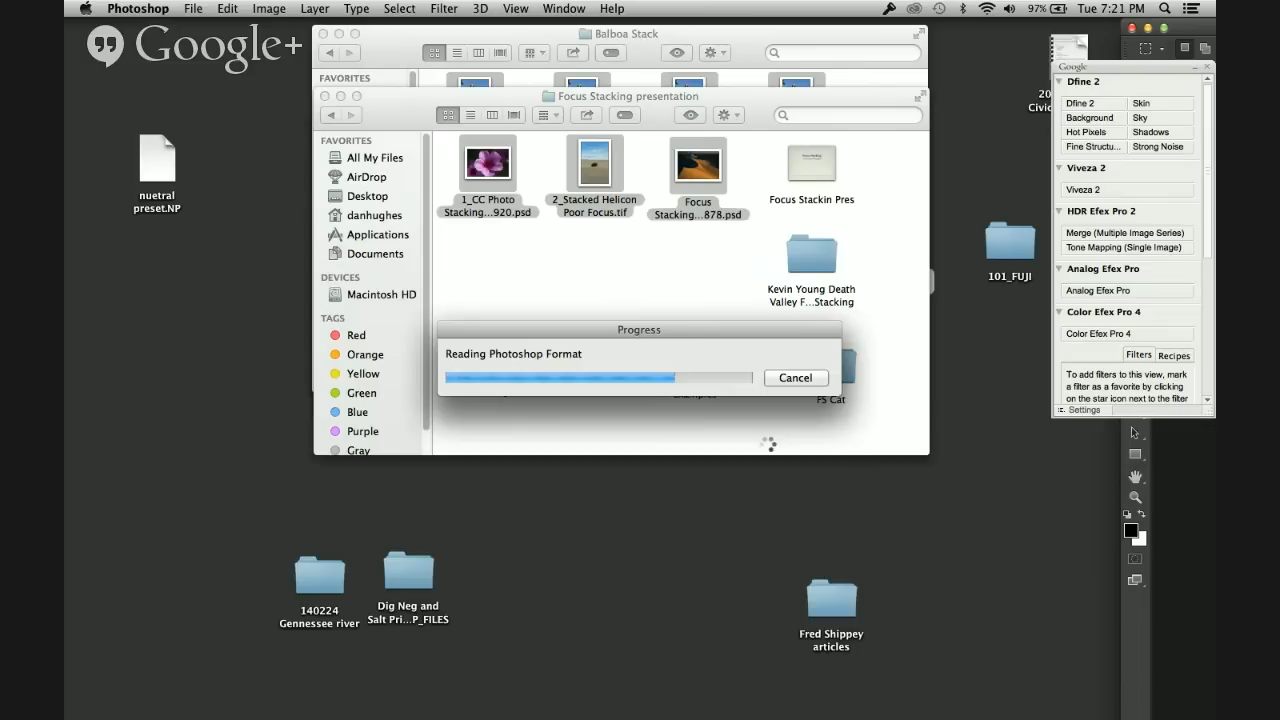 Photoshop File Edit Image Layer Type Select Filter 3D View Window Help
97% Tue 7:21 PM
Google+
Balboa Stack
FAVORITES
Focus Stacking presentation
FAVORITES
All My Files
AirDrop
Desktop
danhughes
Applications
Documents
DEVICES
Macintosh HD
TAGS
Red
Orange
Yellow
Green
Blue
Purple
Gray
1_CC Photo
Stacking...920.psd
2_Stacked Helicon
Poor Focus.tif
Focus
Stacking...878.psd
Focus Stackin Pres
Kevin Young Death
Valley F...Stacking
FS Cat
Progress
Reading Photoshop Format
Cancel
nuetral
preset.NP
20
Civic
101_FUJI
Google
Dfine 2
Dfine 2 Skin
Background Sky
Hot Pixels Shadows
Fine Structu... Strong Noise
Viveza 2
Viveza 2
HDR Efex Pro 2
Merge (Multiple Image Series)
Tone Mapping (Single Image)
Analog Efex Pro
Analog Efex Pro
Color Efex Pro 4
Color Efex Pro 4
Filters Recipes
To add filters to this view, mark
a filter as a favorite by clicking
on the star icon next to the filter
Settings
140224
Gennessee river
Dig Neg and
Salt Pri...P_FILES
Fred Shippey
articles